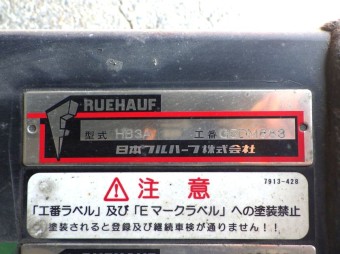 RUEHAUF
型式 HB3A 工番
日本フルハーフ株式会社
7913-428
注意
「工番ラベル」及び「Eマークラベル」への塗装禁止
塗装されると登録及び継続車検が通りません!!
RUEHAUF